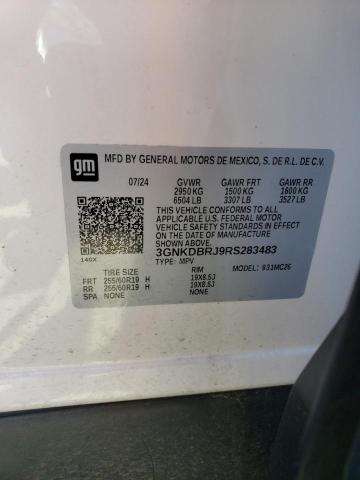 gm
MFD BY GENERAL MOTORS DE MEXICO, S. DE R.L. DE C.V.
07/24 GVWR GAWR FRT GAWR RR
2950 KG 1500 KG 1600 KG
6504 LB 3307 LB 3527 LB
THIS VEHICLE CONFORMS TO ALL
APPLICABLE U.S. FEDERAL MOTOR
VEHICLE SAFETY STANDARDS IN
EFFECT ON THE DATE OF
MANUFACTURE SHOWN ABOVE.
3GNKDBRJ9RS283483
140X TYPE: MPV MODEL: 931MC26
TIRE SIZE RIM
FRT 255/60R19 H 19X8.5J
RR 255/60R19 H 19X8.5J
SPA NONE NONE